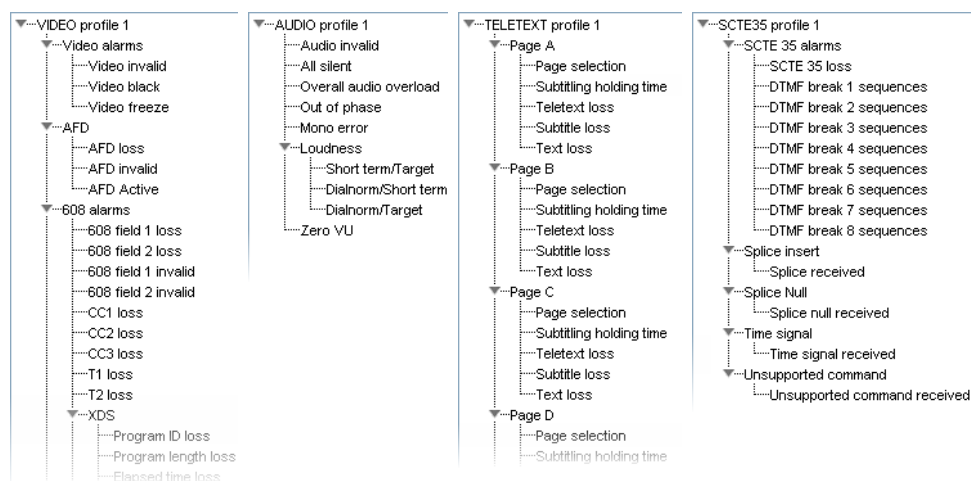 VIDEO profile 1
Video alarms
Video invalid
Video black
Video freeze
AFD
AFD loss
AFD invalid
AFD Active
608 alarms
608 field 1 loss
608 field 2 loss
608 field 1 invalid
608 field 2 invalid
CC1 loss
CC2 loss
CC3 loss
T1 loss
T2 loss
XDS
Program ID loss
Program length loss
Elapsed time loss
AUDIO profile 1
Audio invalid
All silent
Overall audio overload
Out of phase
Mono error
Loudness
Short term/Target
Dialnorm/Short term
Dialnorm/Target
Zero VU
TELETEXT profile 1
Page A
Page selection
Subtitling holding time
Teletext loss
Subtitle loss
Text loss
Page B
Page selection
Subtitling holding time
Teletext loss
Subtitle loss
Text loss
Page C
Page selection
Subtitling holding time
Teletext loss
Subtitle loss
Text loss
Page D
Page selection
Subtitling holding time
SCTE35 profile 1
SCTE 35 alarms
SCTE 35 loss
DTMF break 1 sequences
DTMF break 2 sequences
DTMF break 3 sequences
DTMF break 4 sequences
DTMF break 5 sequences
DTMF break 6 sequences
DTMF break 7 sequences
DTMF break 8 sequences
Splice insert
Splice received
Splice Null
Splice null received
Time signal
Time signal received
Unsupported command
Unsupported command received